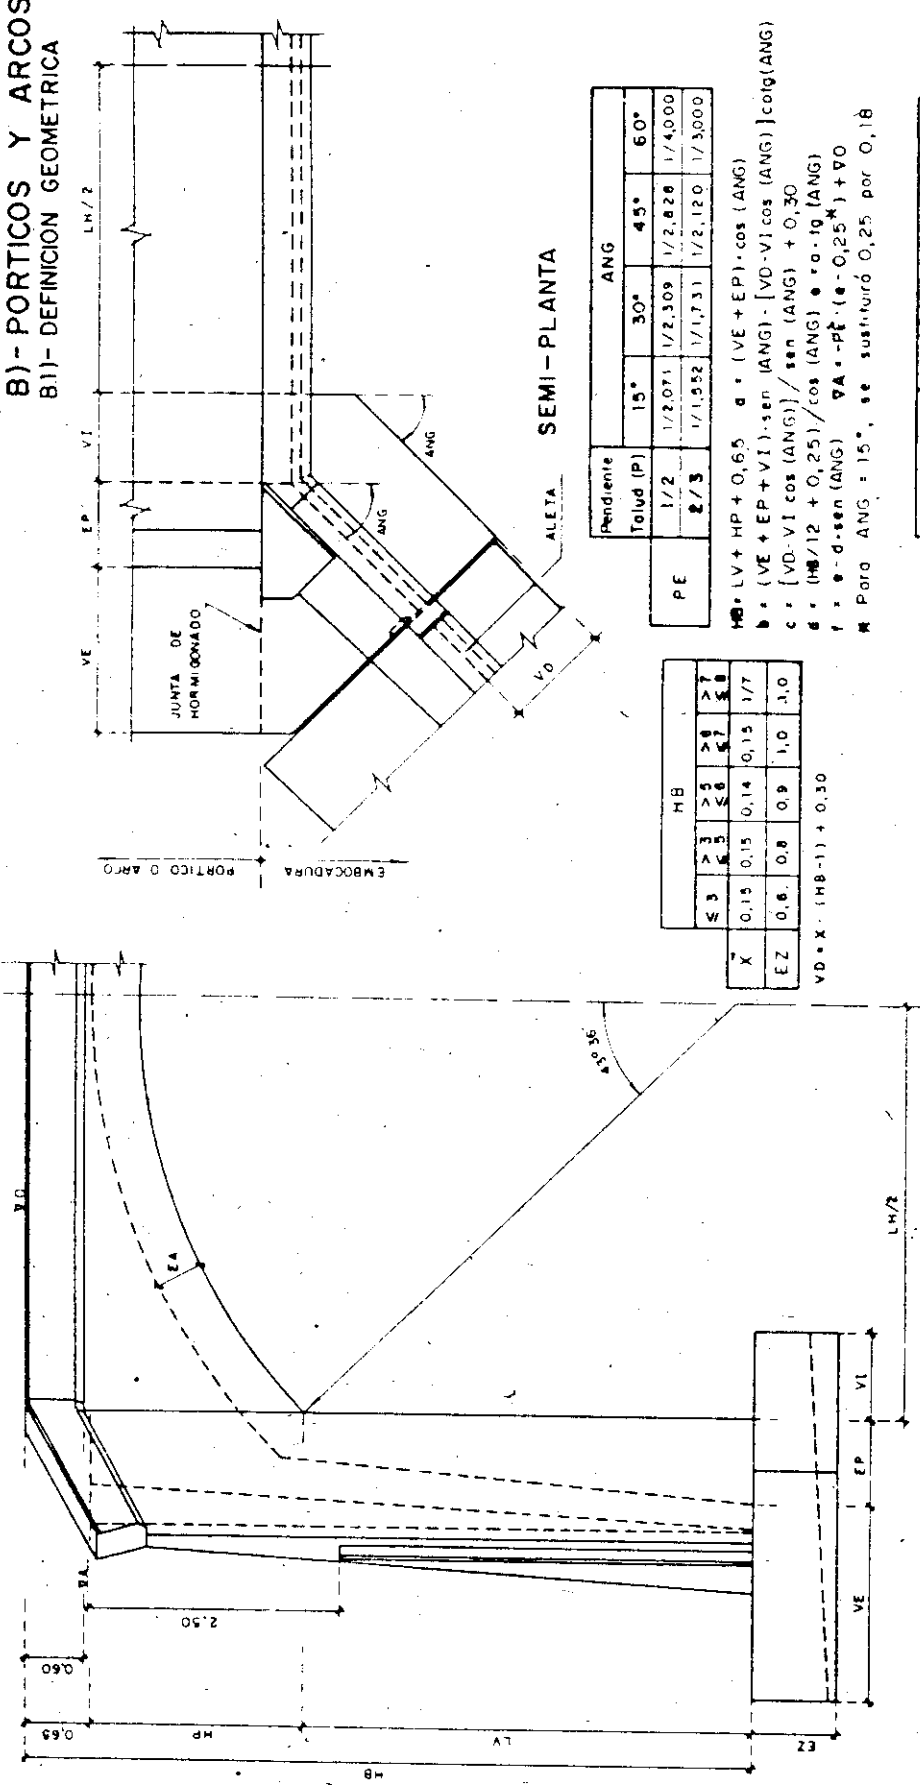 B)- PORTICOS Y ARCOS
B.1)- DEFINICION GEOMETRICA
LH/2
VI
EP
VE
JUNTA DE
HORMIGONADO
ANG
ANG
ALETA
VD
PORTICO O ARCO
EMBOCADURA
SEMI-PLANTA
Pendiente
Talud (P)
ANG
15° 30° 45° 60°
PE
1/2 1/2,071 1/2,309 1/2,828 1/4,000
2/3 1/1,552 1/1,731 1/2,120 1/3,000
HB = LV + HP + 0,65 a = (VE + EP)·cos (ANG)
b = (VE + EP + VI)·sen (ANG) - [VD-VI cos (ANG)] cotg(ANG)
c = [VD-VI cos (ANG)] / sen (ANG) + 0,30
d = (HB/12 + 0,25)/cos (ANG) e = a·tg (ANG)
f = e-d·sen (ANG) ∇A = -PE·(e-0,25*) + ∇O
* Para ANG = 15°, se sustituirá 0,25 por 0,18
HB
≤3 >3 ≤5 >5 ≤6 >6 ≤7 >7 ≤8
X 0,15 0,15 0,14 0,15 1/7
EZ 0,6 0,8 0,9 1,0 1,0
VD = X·(HB-1) + 0,30
EA
43º 36
LH/2
∇A
2.50
0,60
0,65
HP
LV
HB
EZ
VE
EP
VI